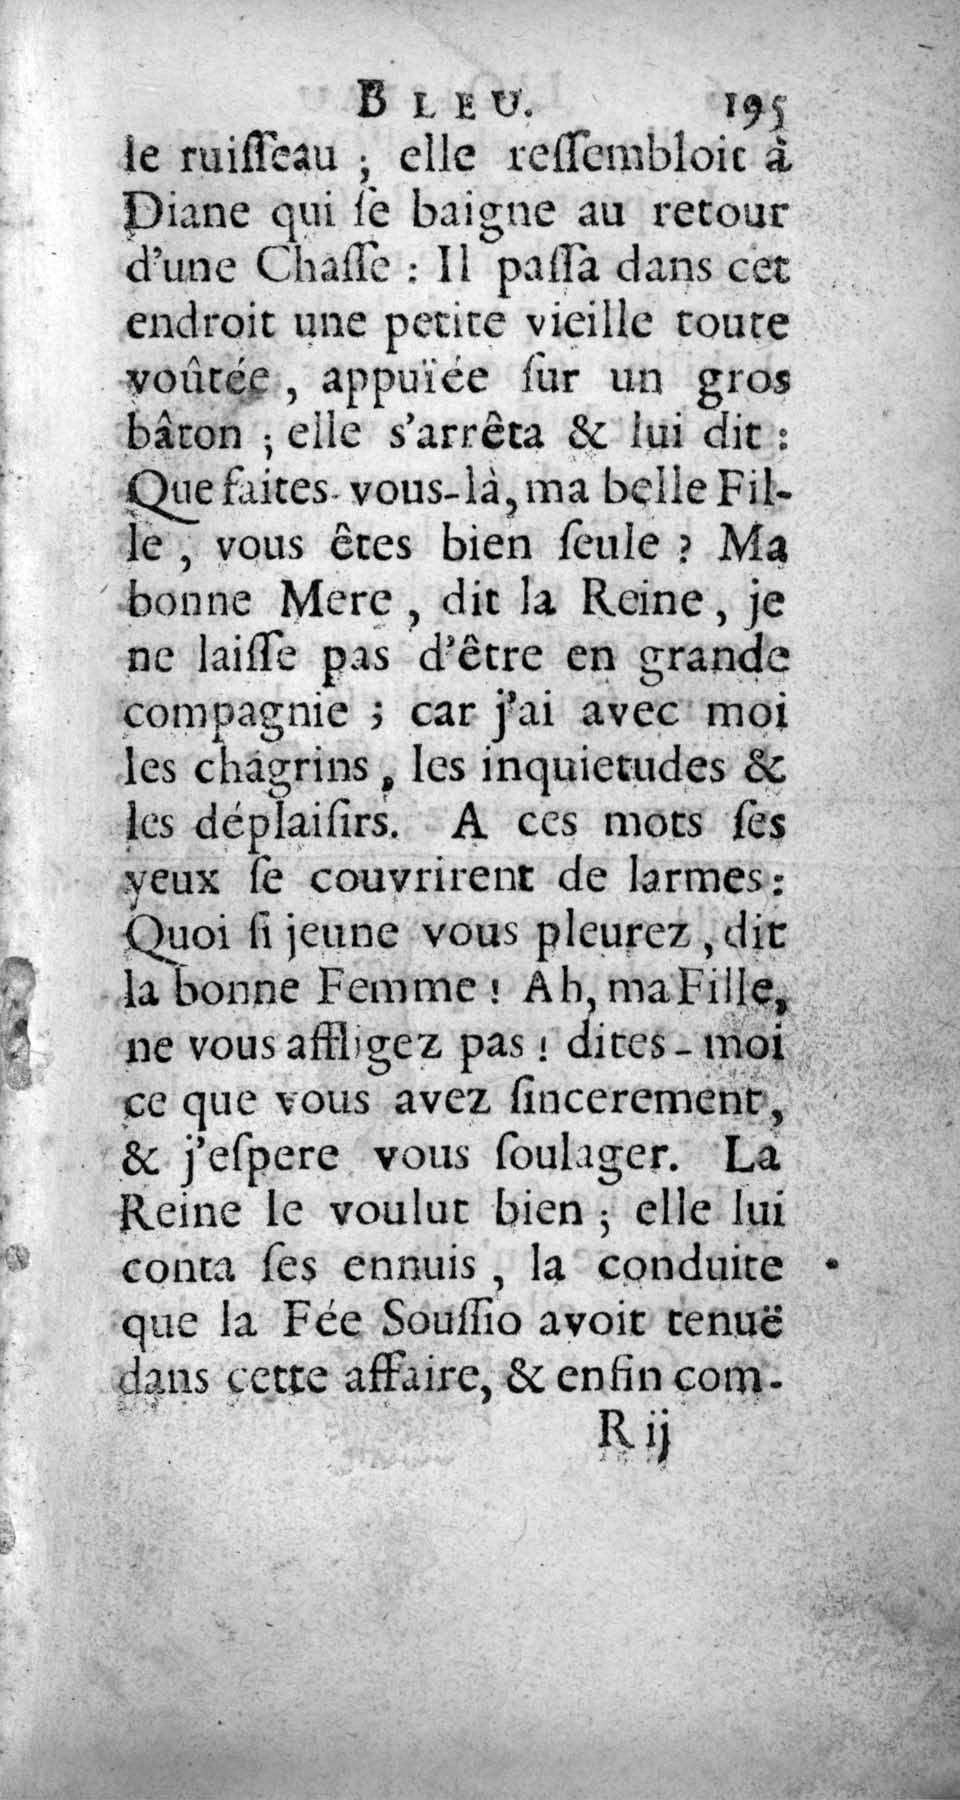 BLEU. 195
le ruiſſeau ; elle reſſembloit à
Diane qui ſe baigne au retour
d'une Chaſſe : Il paſſa dans cet
endroit une petite vieille toute
voûtée , appuïée ſur un gros
bâton ; elle s'arrêta & lui dit :
Que faites-vous-là, ma belle Fil-
le , vous êtes bien ſeule ? Ma
bonne Mere , dit la Reine, je
ne laiſſe pas d'être en grande
compagnie ; car j'ai avec moi
les chagrins , les inquietudes &
les déplaiſirs. A ces mots ſes
yeux ſe couvrirent de larmes :
Quoi ſi jeune vous pleurez , dit
la bonne Femme ! Ah, ma Fille,
ne vous affligez pas ! dites-moi
ce que vous avez ſincerement,
& j'eſpere vous ſoulager. La
Reine le voulut bien ; elle lui
conta ſes ennuis , la conduite
que la Fée Souſſio avoit tenuë
dans cette affaire, & enfin com-
R ij